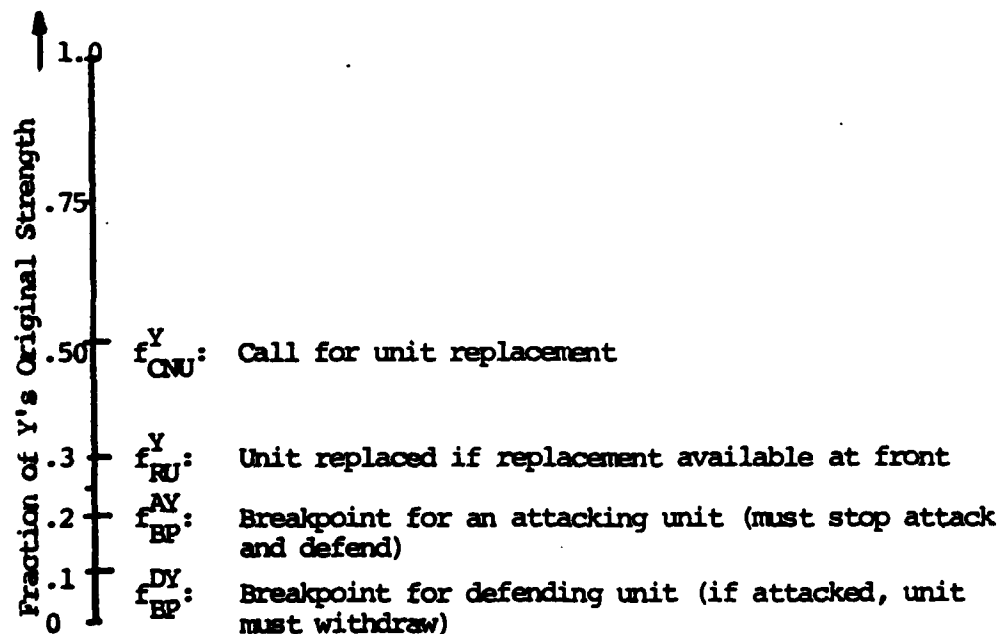 Fraction of Y's Original Strength
1.0
.75
.50 f^Y_CNU: Call for unit replacement
.3 f^Y_RU: Unit replaced if replacement available at front
.2 f^AY_BP: Breakpoint for an attacking unit (must stop attack
and defend)
.1 f^DY_BP: Breakpoint for defending unit (if attacked, unit
0 must withdraw)